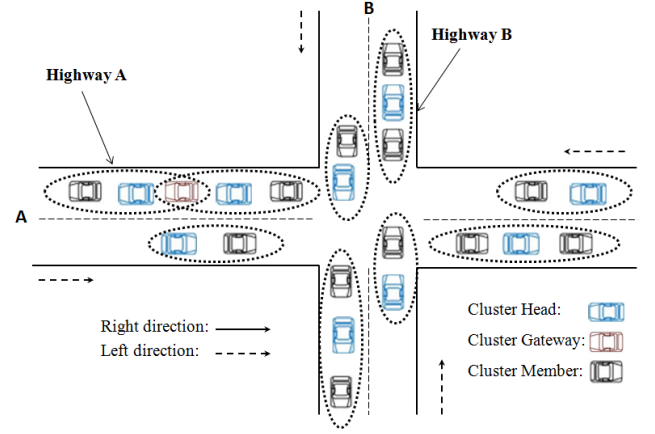 B
Highway B
Highway A
A
Cluster Head:
Right direction:
Cluster Gateway:
Left direction:
Cluster Member: